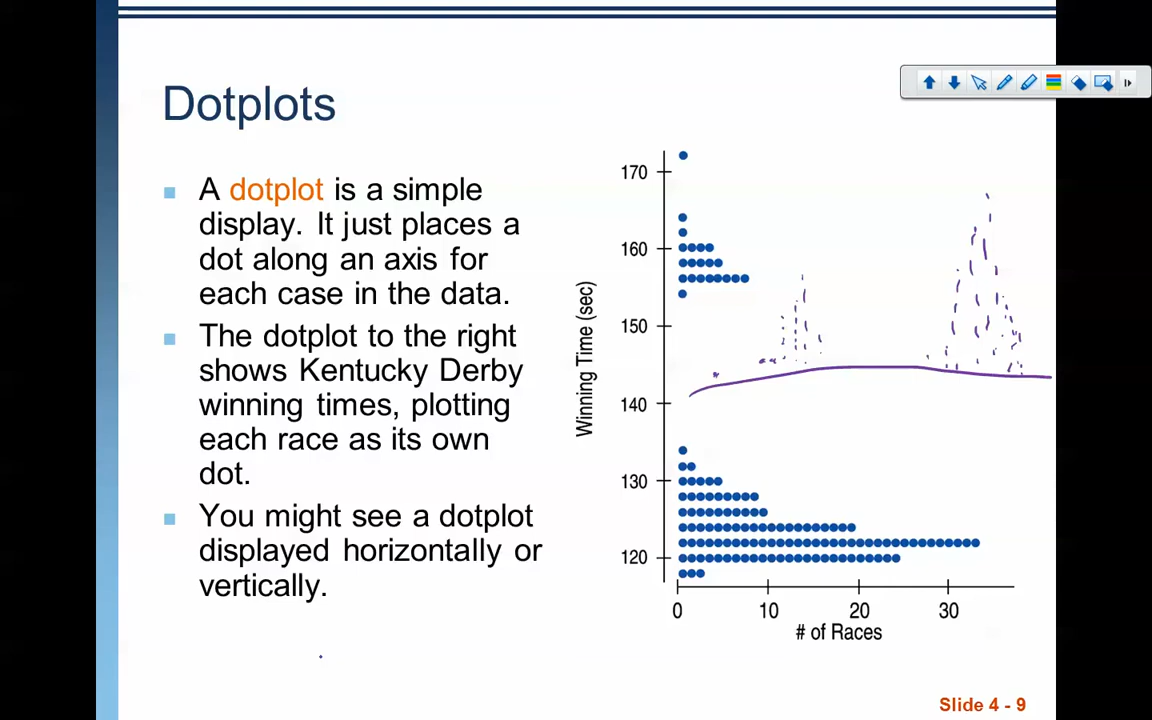 Dotplots
A dotplot is a simple
display. It just places a
dot along an axis for
each case in the data.
The dotplot to the right
shows Kentucky Derby
winning times, plotting
each race as its own
dot.
You might see a dotplot
displayed horizontally or
vertically.
Winning Time (sec)
170
160
150
140
130
120
0 10 20 30
# of Races
Slide 4 - 9